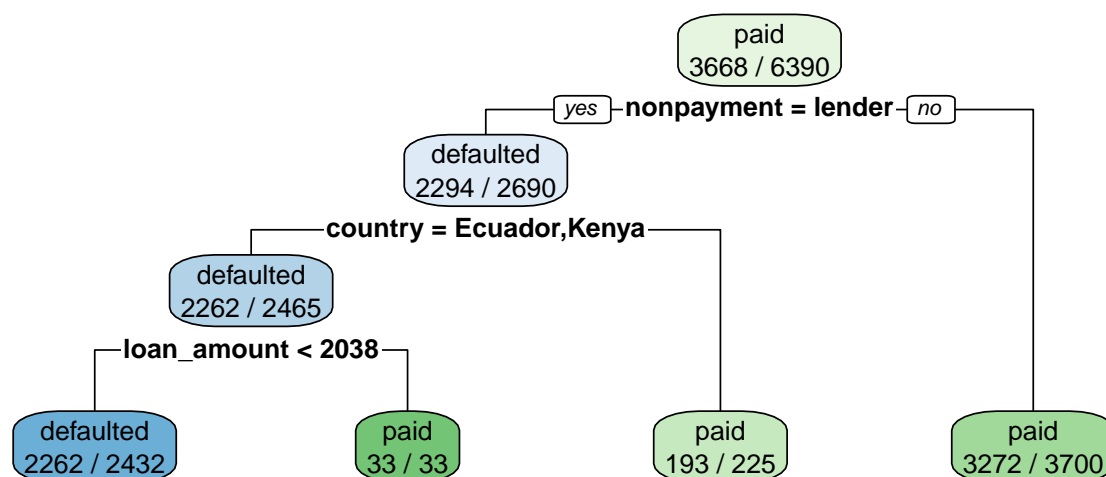 paid
3668 / 6390
yes nonpayment = lender no
defaulted
2294 / 2690
country = Ecuador,Kenya
defaulted
2262 / 2465
loan_amount < 2038
defaulted
2262 / 2432
paid
33 / 33
paid
193 / 225
paid
3272 / 3700